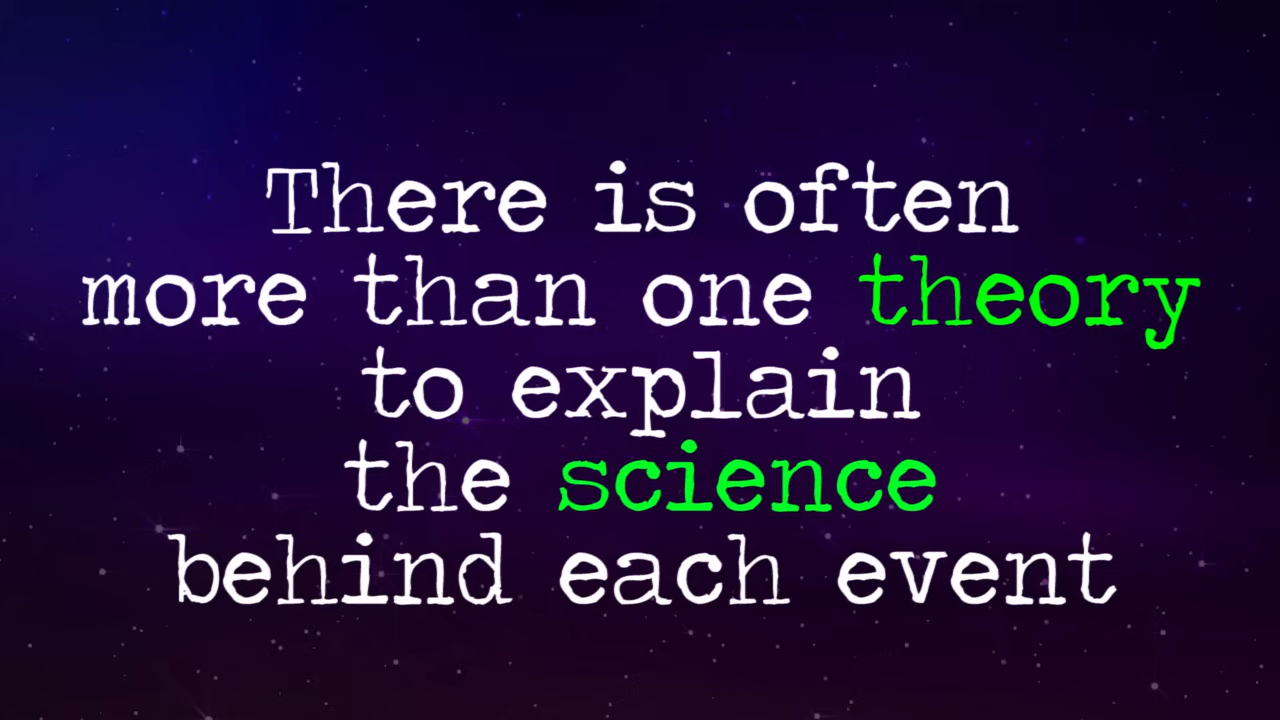 There is often
more than one theory
to explain
the science
behind each event